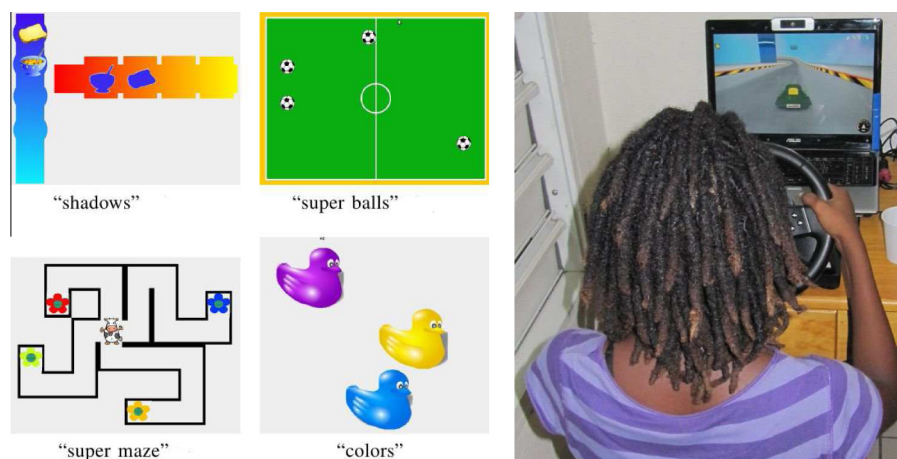 “shadows”
“super balls”
“super maze”
“colors”
ASUS